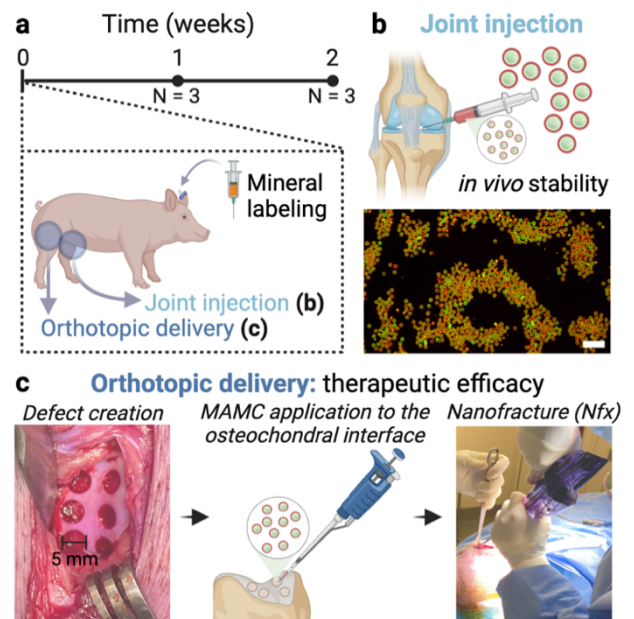 a
Time (weeks)
0
1
2
N = 3
N = 3
Mineral
labeling
Joint injection (b)
Orthotopic delivery (c)
b
Joint injection
in vivo stability
c
Orthotopic delivery: therapeutic efficacy
Defect creation
MAMC application to the
osteochondral interface
Nanofracture (Nfx)
5 mm